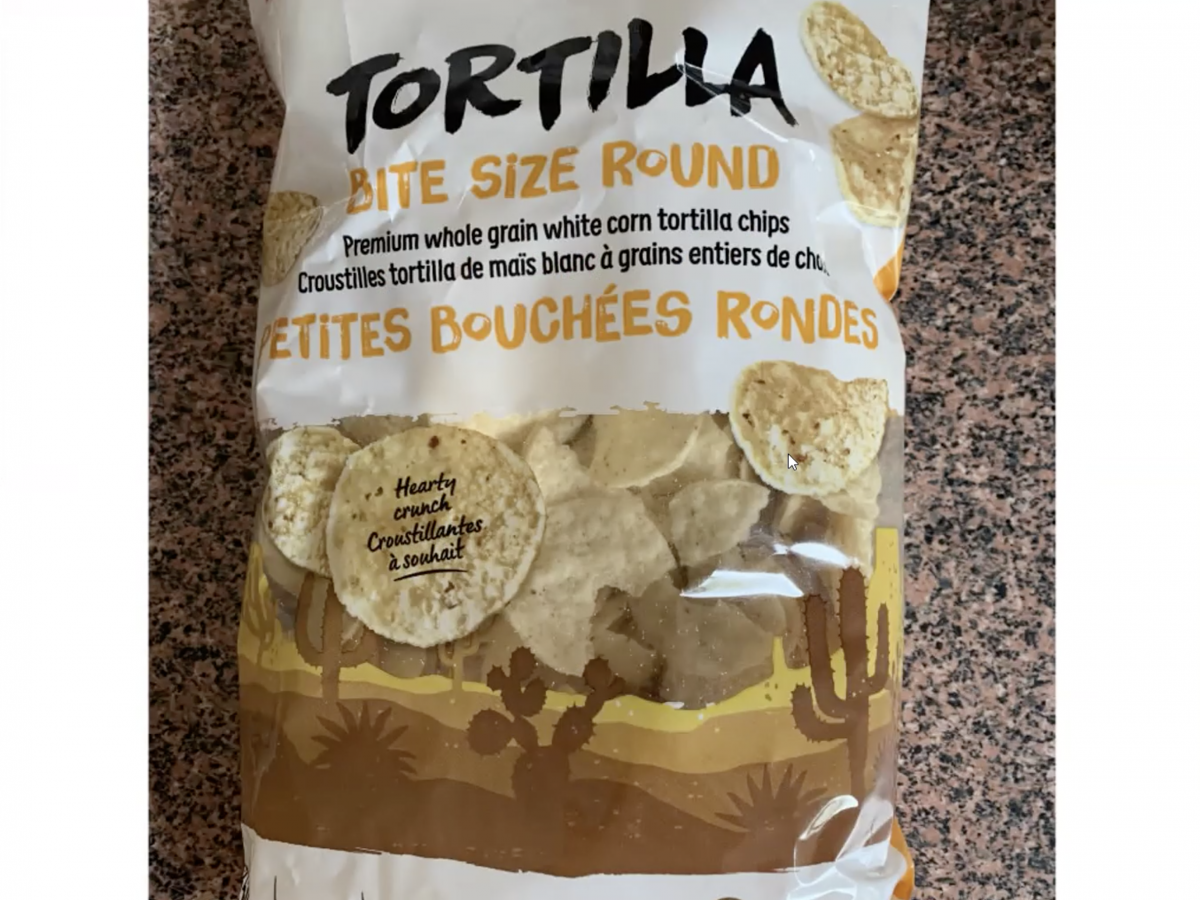 TORTILLA
BITE SIZE ROUND
Premium whole grain white corn tortilla chips
Croustilles tortilla de maïs blanc à grains entiers de
PETITES BOUCHÉES RONDES
Hearty
crunch
Croustillantes
à souhait